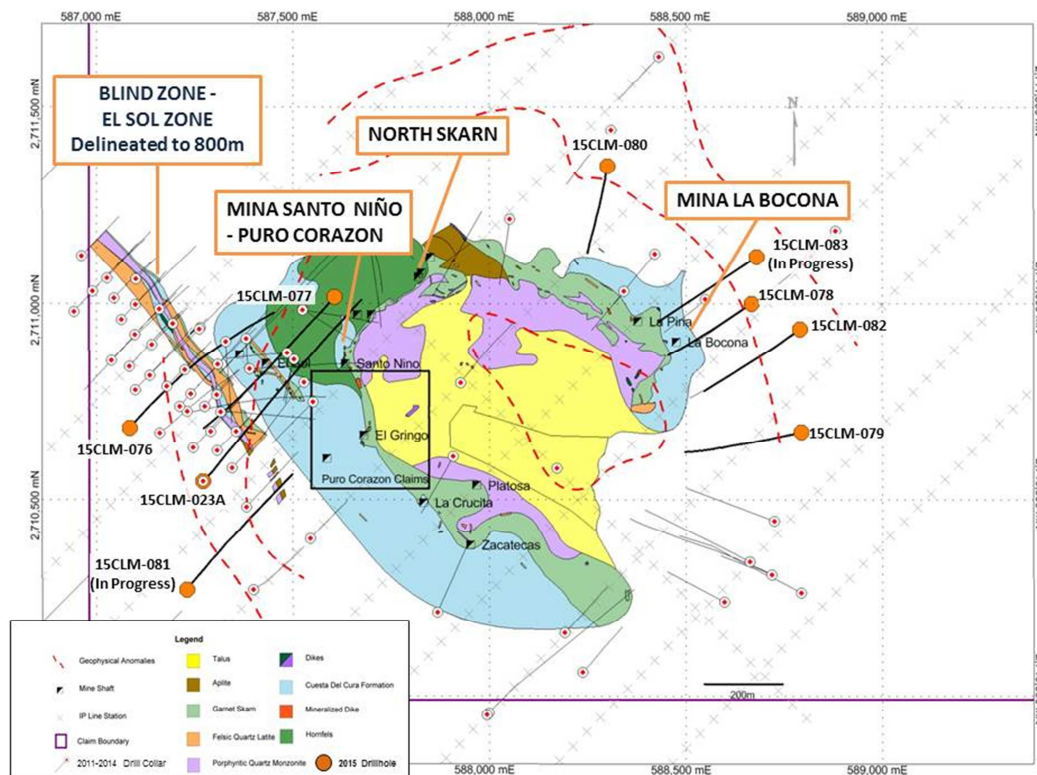 587,000 mE
587,500 mE
588,000 mE
588,500 mE
589,000 mE
2,711,500 mN
2,711,000 mN
2,710,500 mN
BLIND ZONE -
EL SOL ZONE
Delineated to 800m
NORTH SKARN
MINA SANTO NIÑO
- PURO CORAZON
MINA LA BOCONA
N
15CLM-080
15CLM-083
(In Progress)
15CLM-078
15CLM-082
15CLM-079
15CLM-077
15CLM-076
15CLM-023A
15CLM-081
(In Progress)
La Pina
La Bocona
El Sol
Santo Nino
El Gringo
Puro Corazon Claims
Platosa
La Crucita
Zacatecas
200m
Legend
Geophysical Anomalies
Mine Shaft
IP Line Station
Claim Boundary
2011-2014 Drill Collar
Talus
Aplite
Garnet Skarn
Felsic Quartz Latite
Porphyritic Quartz Monzonite
Dikes
Cuesta Del Cura Formation
Mineralized Dike
Hornfels
2015 Drillhole
588,000 mE
588,500 mE
589,000 mE